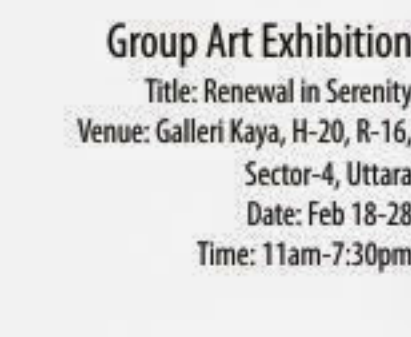 Group Art Exhibition
Title: Renewal in Serenity
Venue: Galleri Kaya, H-20, R-16,
Sector-4, Uttara
Date: Feb 18-28
Time: 11am-7:30pm